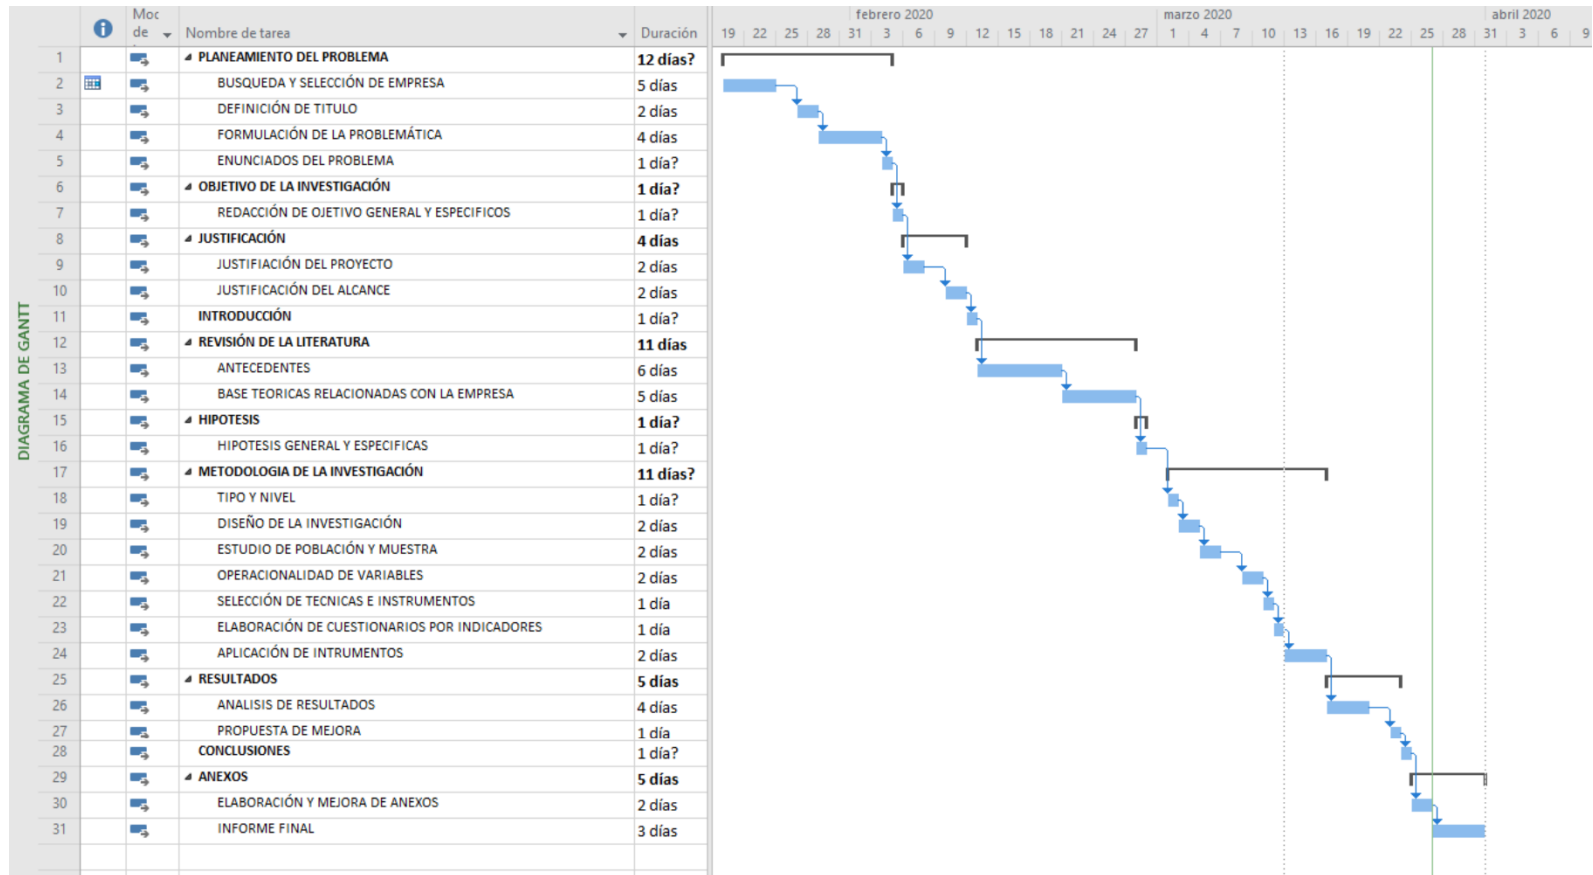 febrero 2020 marzo 2020 abril 2020
Moc de Nombre de tarea Duración 19 22 25 28 31 3 6 9 12 15 18 21 24 27 1 4 7 10 13 16 19 22 25 28 31 3 6 9
DIAGRAMA DE GANTT
1 PLANEAMIENTO DEL PROBLEMA 12 días?
2 BUSQUEDA Y SELECCIÓN DE EMPRESA 5 días
3 DEFINICIÓN DE TITULO 2 días
4 FORMULACIÓN DE LA PROBLEMÁTICA 4 días
5 ENUNCIADOS DEL PROBLEMA 1 día?
6 OBJETIVO DE LA INVESTIGACIÓN 1 día?
7 REDACCIÓN DE OJETIVO GENERAL Y ESPECIFICOS 1 día?
8 JUSTIFICACIÓN 4 días
9 JUSTIFIACIÓN DEL PROYECTO 2 días
10 JUSTIFICACIÓN DEL ALCANCE 2 días
11 INTRODUCCIÓN 1 día?
12 REVISIÓN DE LA LITERATURA 11 días
13 ANTECEDENTES 6 días
14 BASE TEORICAS RELACIONADAS CON LA EMPRESA 5 días
15 HIPOTESIS 1 día?
16 HIPOTESIS GENERAL Y ESPECIFICAS 1 día?
17 METODOLOGIA DE LA INVESTIGACIÓN 11 días?
18 TIPO Y NIVEL 1 día?
19 DISEÑO DE LA INVESTIGACIÓN 2 días
20 ESTUDIO DE POBLACIÓN Y MUESTRA 2 días
21 OPERACIONALIDAD DE VARIABLES 2 días
22 SELECCIÓN DE TECNICAS E INSTRUMENTOS 1 día
23 ELABORACIÓN DE CUESTIONARIOS POR INDICADORES 1 día
24 APLICACIÓN DE INTRUMENTOS 2 días
25 RESULTADOS 5 días
26 ANALISIS DE RESULTADOS 4 días
27 PROPUESTA DE MEJORA 1 día
28 CONCLUSIONES 1 día?
29 ANEXOS 5 días
30 ELABORACIÓN Y MEJORA DE ANEXOS 2 días
31 INFORME FINAL 3 días